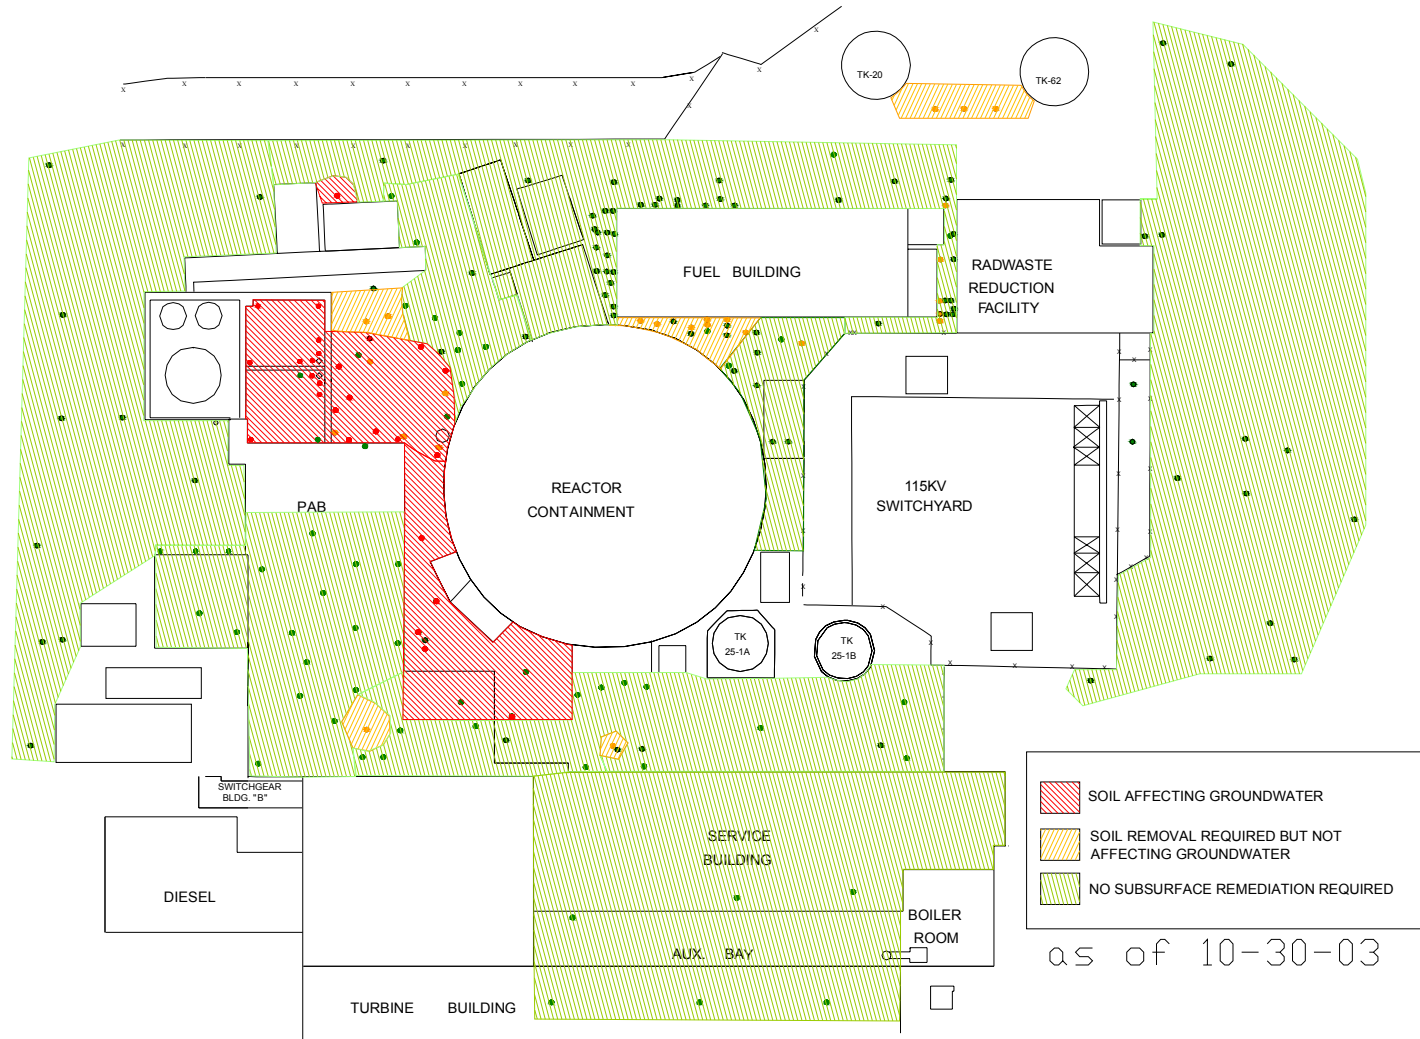 TK-20
TK-62
FUEL BUILDING
RADWASTE
REDUCTION
FACILITY
REACTOR
CONTAINMENT
115KV
SWITCHYARD
PAB
TK
25-1A
TK
25-1B
SWITCHGEAR
BLDG. "B"
SERVICE
BUILDING
DIESEL
BOILER
ROOM
AUX. BAY
TURBINE BUILDING
SOIL AFFECTING GROUNDWATER
SOIL REMOVAL REQUIRED BUT NOT
AFFECTING GROUNDWATER
NO SUBSURFACE REMEDIATION REQUIRED
as of 10-30-03